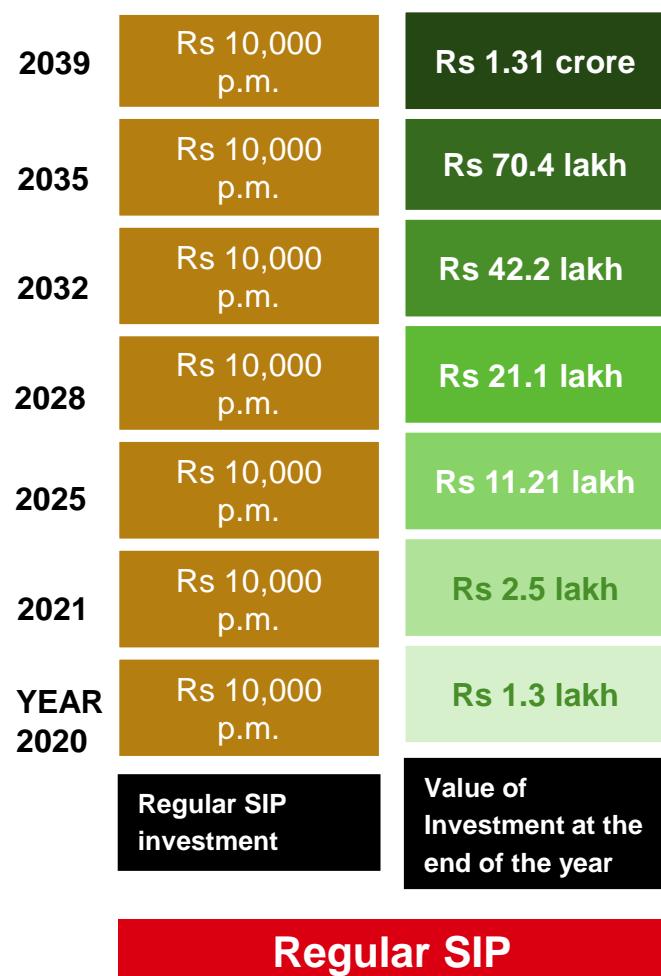 2039
Rs 10,000
p.m.
Rs 1.31 crore
2035
Rs 10,000
p.m.
Rs 70.4 lakh
2032
Rs 10,000
p.m.
Rs 42.2 lakh
2028
Rs 10,000
p.m.
Rs 21.1 lakh
2025
Rs 10,000
p.m.
Rs 11.21 lakh
2021
Rs 10,000
p.m.
Rs 2.5 lakh
YEAR
2020
Rs 10,000
p.m.
Rs 1.3 lakh
Regular SIP
investment
Value of
Investment at the
end of the year
Regular SIP